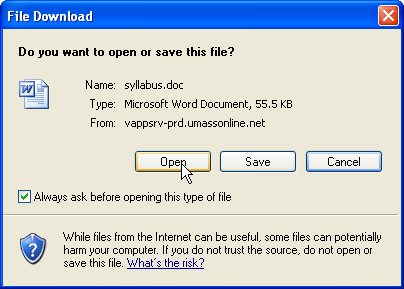 File Download
Do you want to open or save this file?
Name: syllabus.doc
Type: Microsoft Word Document, 55.5 KB
From: vappsrv-prd.umassonline.net
Open Save Cancel
Always ask before opening this type of file
While files from the Internet can be useful, some files can potentially
harm your computer. If you do not trust the source, do not open or
save this file. What's the risk?